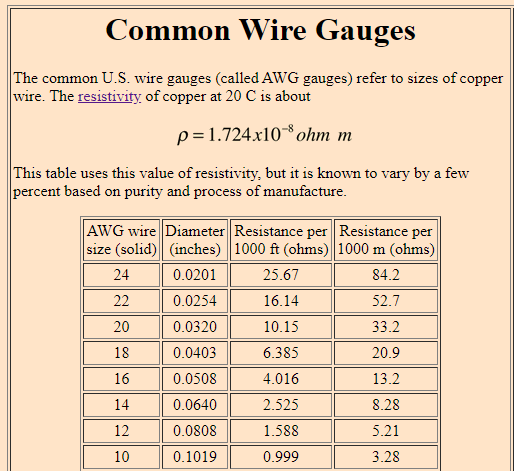 Common Wire Gauges
The common U.S. wire gauges (called AWG gauges) refer to sizes of copper
wire. The resistivity of copper at 20 C is about
ρ=1.724x10⁻⁸ ohm m
This table uses this value of resistivity, but it is known to vary by a few
percent based on purity and process of manufacture.
AWG wire Diameter Resistance per Resistance per
size (solid) (inches) 1000 ft (ohms) 1000 m (ohms)
24 0.0201 25.67 84.2
22 0.0254 16.14 52.7
20 0.0320 10.15 33.2
18 0.0403 6.385 20.9
16 0.0508 4.016 13.2
14 0.0640 2.525 8.28
12 0.0808 1.588 5.21
10 0.1019 0.999 3.28